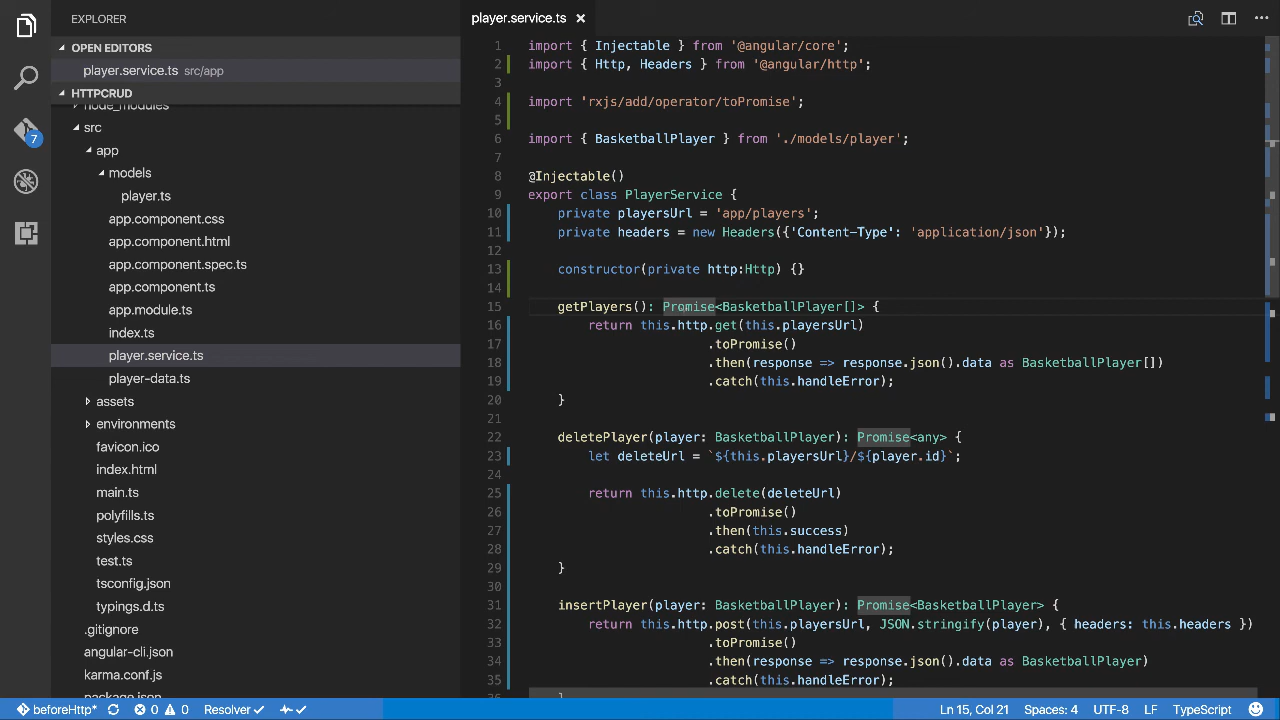 EXPLORER
OPEN EDITORS
player.service.ts src/app
HTTPCRUD
node_modules
src
app
models
player.ts
app.component.css
app.component.html
app.component.spec.ts
app.component.ts
app.module.ts
index.ts
player.service.ts
player-data.ts
assets
environments
favicon.ico
index.html
main.ts
polyfills.ts
styles.css
test.ts
tsconfig.json
typings.d.ts
.gitignore
angular-cli.json
karma.conf.js
package.json
7
player.service.ts
1 import { Injectable } from '@angular/core';
2 import { Http, Headers } from '@angular/http';
3
4 import 'rxjs/add/operator/toPromise';
5
6 import { BasketballPlayer } from './models/player';
7
8 @Injectable()
9 export class PlayerService {
10 private playersUrl = 'app/players';
11 private headers = new Headers({'Content-Type': 'application/json'});
12
13 constructor(private http:Http) {}
14
15 getPlayers(): Promise<BasketballPlayer[]> {
16 return this.http.get(this.playersUrl)
17 .toPromise()
18 .then(response => response.json().data as BasketballPlayer[])
19 .catch(this.handleError);
20 }
21
22 deletePlayer(player: BasketballPlayer): Promise<any> {
23 let deleteUrl = `${this.playersUrl}/${player.id}`;
24
25 return this.http.delete(deleteUrl)
26 .toPromise()
27 .then(this.success)
28 .catch(this.handleError);
29 }
30
31 insertPlayer(player: BasketballPlayer): Promise<BasketballPlayer> {
32 return this.http.post(this.playersUrl, JSON.stringify(player), { headers: this.headers })
33 .toPromise()
34 .then(response => response.json().data as BasketballPlayer)
35 .catch(this.handleError);
36 }
beforeHttp* 0 0 Resolver Ln 15, Col 21 Spaces: 4 UTF-8 LF TypeScript